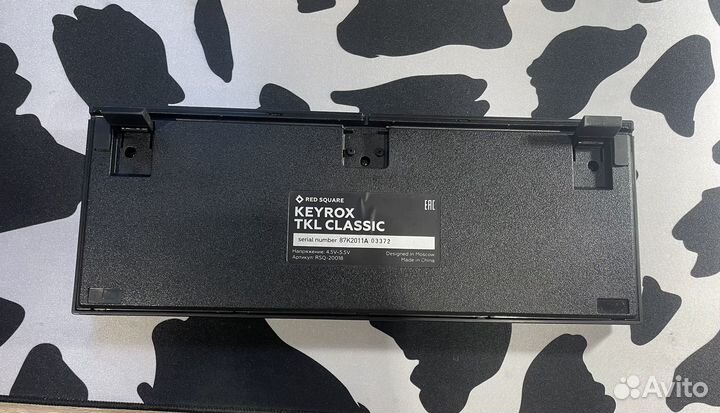 RED SQUARE
EAC
KEYROX
TKL CLASSIC
serial number 87K2011A 03372
Напряжение: 4.5V-5.5V
Артикул: RSQ-20018
Designed in Moscow
Made in China
Avito